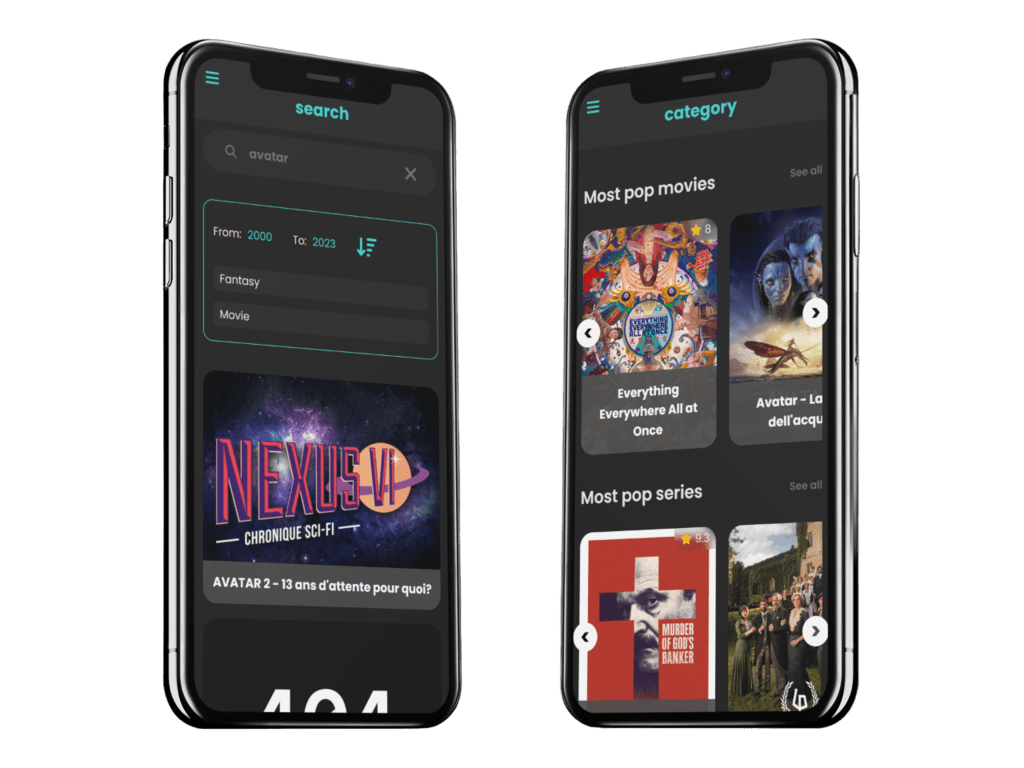 search
avatar
From: 2000 To: 2023
Fantasy
Movie
NEXUS VI
CHRONIQUE SCI-FI
AVATAR 2 - 13 ans d'attente pour quoi?
404
category
Most pop movies
See all
8
EVERYTHING
EVERYWHERE
ALL AT ONCE
Everything
Everywhere All at
Once
Avatar - La
dell'acqu
Most pop series
See all
9.3
MURDER
OF GOD'S
BANKER